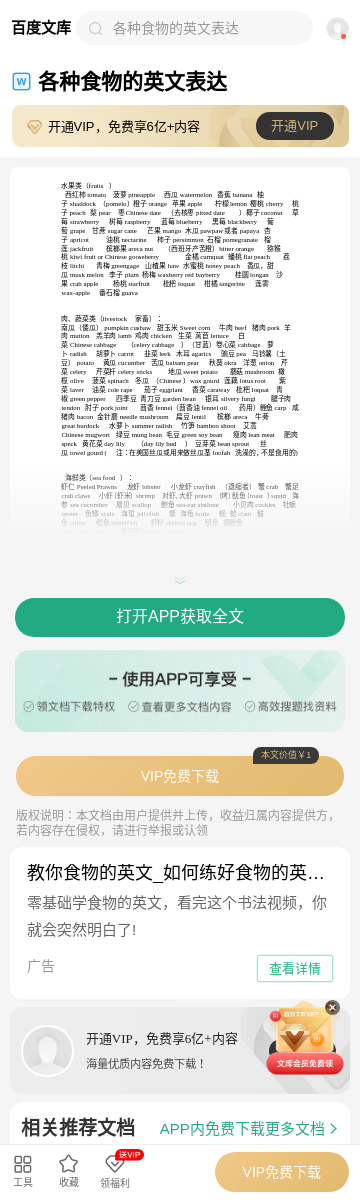 百度文库
各种食物的英文表达
W 各种食物的英文表达
开通VIP，免费享6亿+内容
开通VIP
水果类（fruits ）
西红柿 tomato 菠萝 pineapple 西瓜 watermelon 香蕉 banana 柚
子 shaddock （pomelo）橙子 orange 苹果 apple 柠檬 lemon 樱桃 cherry 桃
子 peach 梨 pear 枣 Chinese date （去核枣 pitted date ）椰子 coconut 草
莓 strawberry 树莓 raspberry 蓝莓 blueberry 黑莓 blackberry 葡
萄 grape 甘蔗 sugar cane 芒果 mango 木瓜 pawpaw或者 papaya 杏
子 apricot 油桃 nectarine 柿子 persimmon 石榴 pomegranate 榴
莲 jackfruit 槟榔果 areca nut （西班牙产苦橙）bitter orange 猕猴
桃 kiwi fruit or Chinese gooseberry 金橘 cumquat 蟠桃 flat peach 荔
枝 litchi 青梅 greengage 山楂果 haw 水蜜桃 honey peach 香瓜，甜
瓜 musk melon 李子 plum 杨梅 waxberry red bayberry 桂圆 longan 沙
果 crab apple 杨桃 starfruit 枇杷 loquat 柑橘 tangerine 莲雾
wax-apple 番石榴 guava
肉、蔬菜类（livestock 家畜）：
南瓜（倭瓜） pumpkin cushaw 甜玉米 Sweet corn 牛肉 beef 猪肉 pork 羊
肉 mutton 羔羊肉 lamb 鸡肉 chicken 生菜 莴苣 lettuce 白
菜 Chinese cabbage （celery cabbage ）（甘蓝）卷心菜 cabbage 萝
卜 radish 胡萝卜 carrot 韭菜 leek 木耳 agarics 豌豆 pea 马铃薯（土
豆） potato 黄瓜 cucumber 苦瓜 balsam pear 秋葵 okra 洋葱 onion 芹
菜 celery 芹菜杆 celery sticks 地瓜 sweet potato 蘑菇 mushroom 橄
榄 olive 菠菜 spinach 冬瓜 （Chinese ）wax gourd 莲藕 lotus root 紫
菜 laver 油菜 cole rape 茄子 eggplant 香菜 caraway 枇杷 loquat 青
椒 green pepper 四季豆 青刀豆 garden bean 银耳 silvery fungi 腱子肉
tendon 肘子 pork joint 茴香 fennel（茴香油 fennel oil 药用）鲤鱼 carp 咸
猪肉 bacon 金针蘑 needle mushroom 扁豆 lentil 槟榔 areca 牛蒡
great burdock 水萝卜 summer radish 竹笋 bamboo shoot 艾蒿
Chinese mugwort 绿豆 mung bean 毛豆 green soy bean 瘦肉 lean meat 肥肉
speck 黄花菜 day lily （day lily bud ） 豆芽菜 bean sprout 丝
瓜 towel gourd ( 注：在美国丝瓜或用来做丝瓜茎 loofah 洗澡的，不是食用的)
海鲜类（sea food ）：
虾仁 Peeled Prawns 龙虾 lobster 小龙虾 crayfish （退缩者） 蟹 crab 蟹足
crab claws 小虾 (虾米) shrimp 对虾, 大虾 prawn (烤) 鱿鱼 (toast ) squid 海
参 sea cucumber 扇贝 scallop 鲍鱼 sea-ear abalone 小贝肉 cockles 牡蛎
oyster 鱼鳞 scale 海蜇 jellyfish 鳖 海龟 turtle 蚬 蛤 clam 鲅
打开APP获取全文
– 使用APP可享受 –
领文档下载特权 查看更多文档内容 高效搜题找资料
本文价值￥1
VIP免费下载
版权说明：本文档由用户提供并上传，收益归属内容提供方，
若内容存在侵权，请进行举报或认领
教你食物的英文_如何练好食物的英…
零基础学食物的英文，看完这个书法视频，你
就会突然明白了!
广告
查看详情
开通VIP，免费享6亿+内容
海量优质内容免费下载！
文库会员免费领
相关推荐文档
APP内免费下载更多文档
工具
收藏
送VIP
领福利
VIP免费下载